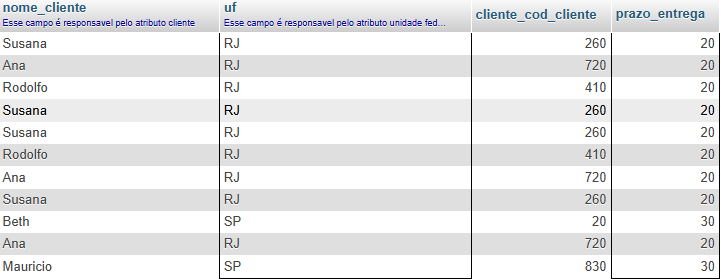 nome_cliente uf cliente_cod_cliente prazo_entrega
Esse campo é responsavel pelo atributo cliente Esse campo é responsavel pelo atributo unidade fed...
Susana RJ 260 20
Ana RJ 720 20
Rodolfo RJ 410 20
Susana RJ 260 20
Susana RJ 260 20
Rodolfo RJ 410 20
Ana RJ 720 20
Susana RJ 260 20
Beth SP 20 30
Ana RJ 720 20
Mauricio SP 830 30